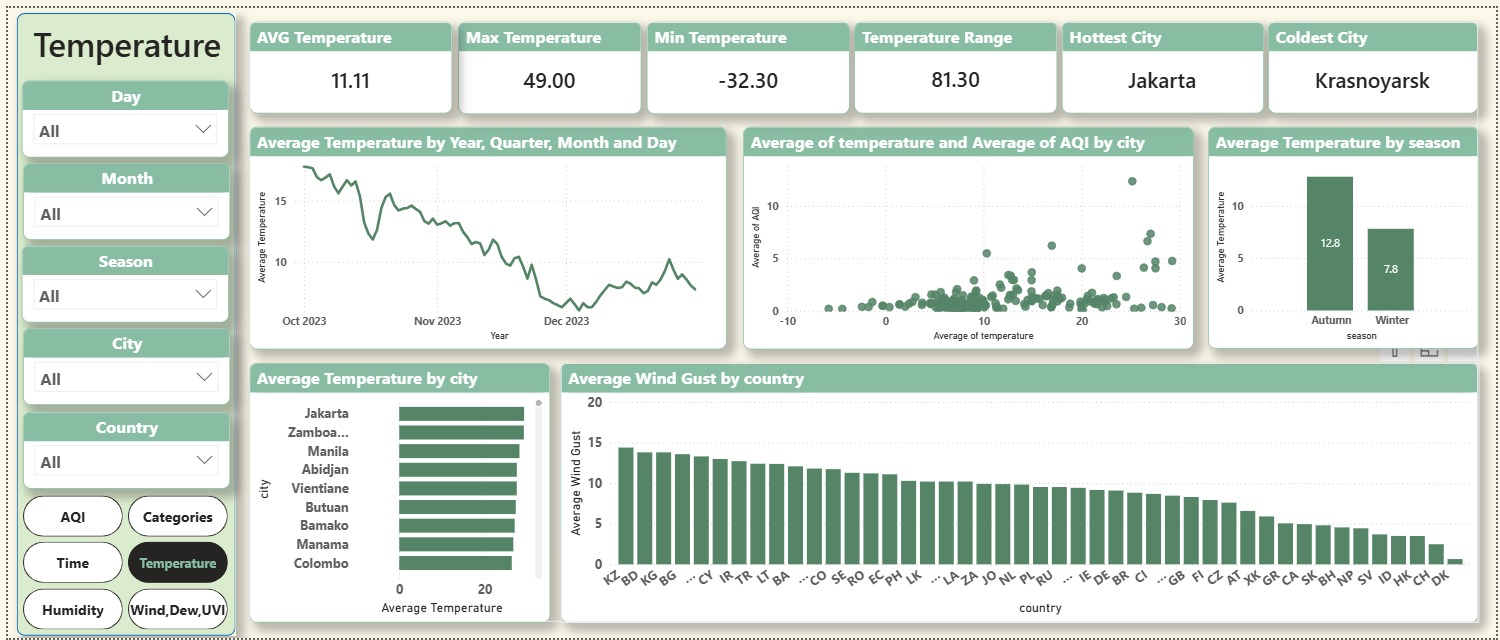 Temperature
Day
All
Month
All
Season
All
City
All
Country
All
AQI
Categories
Time
Temperature
Humidity
Wind,Dew,UVI
AVG Temperature
11.11
Max Temperature
49.00
Min Temperature
-32.30
Temperature Range
81.30
Hottest City
Jakarta
Coldest City
Krasnoyarsk
Average Temperature by Year, Quarter, Month and Day
Average Temperature
15
10
Oct 2023
Nov 2023
Dec 2023
Year
Average of temperature and Average of AQI by city
Average of AQI
10
5
0
-10
0
10
20
30
Average of temperature
Average Temperature by season
Average Temperature
10
5
0
12.8
7.8
Autumn
Winter
season
Average Temperature by city
city
Jakarta
Zamboa...
Manila
Abidjan
Vientiane
Butuan
Bamako
Manama
Colombo
0
20
Average Temperature
Average Wind Gust by country
Average Wind Gust
20
15
10
5
0
KZ
BD
KG
BG
...
CY
IR
TR
LT
BA
...
CO
SE
RO
EC
PH
LK
...
LA
ZA
JO
NL
PL
RU
...
IE
DE
BR
CI
...
GB
FI
CZ
AT
XK
GR
CA
SK
BH
NP
SV
ID
HK
CH
DK
country